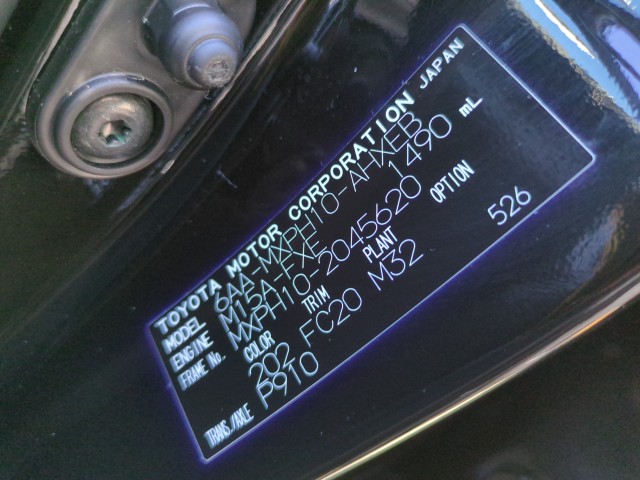 TOYOTA MOTOR CORPORATION JAPAN
MODEL 6AA-MXPH10-AHXEB
ENGINE M15A-FXE 1490 mL
FRAME No. MXPH10-2045620
COLOR TRIM PLANT OPTION
202 FC20 M32 526
TRANS./AXLE P910